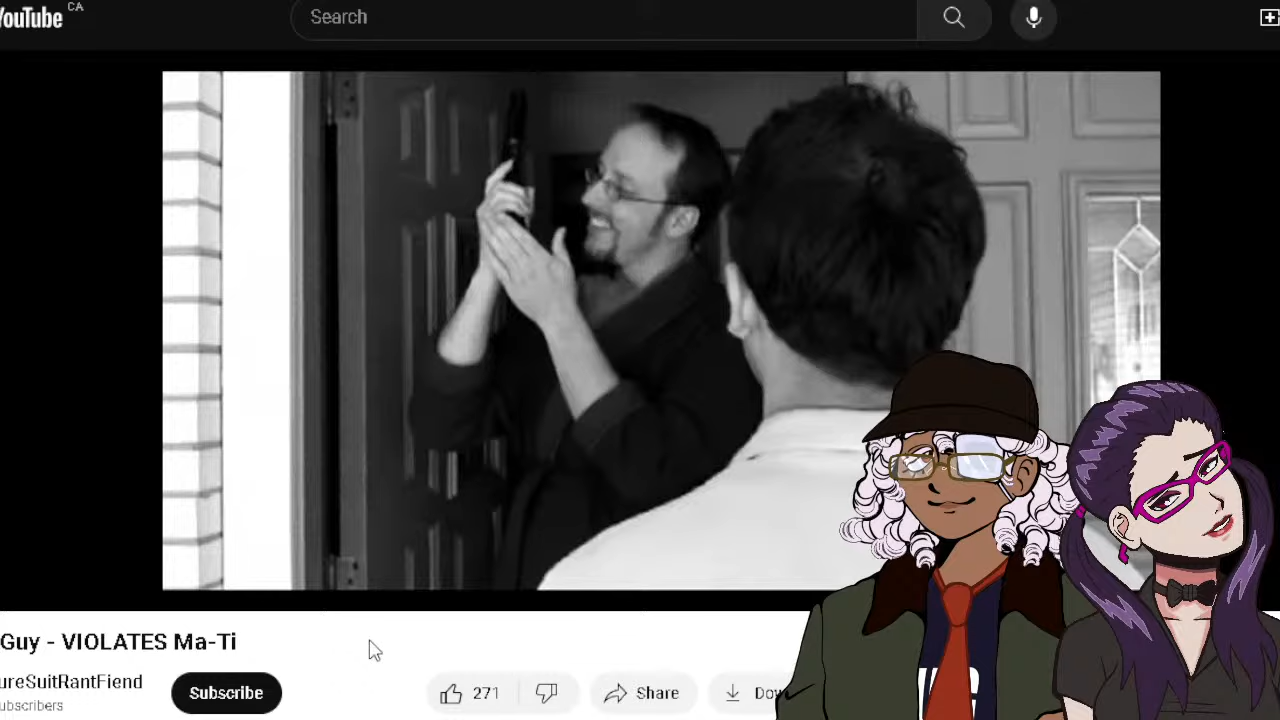 YouTube CA
Search
Guy - VIOLATES Ma-Ti
ureSuitRantFiend
ubscribers
Subscribe
271
Share
Dow